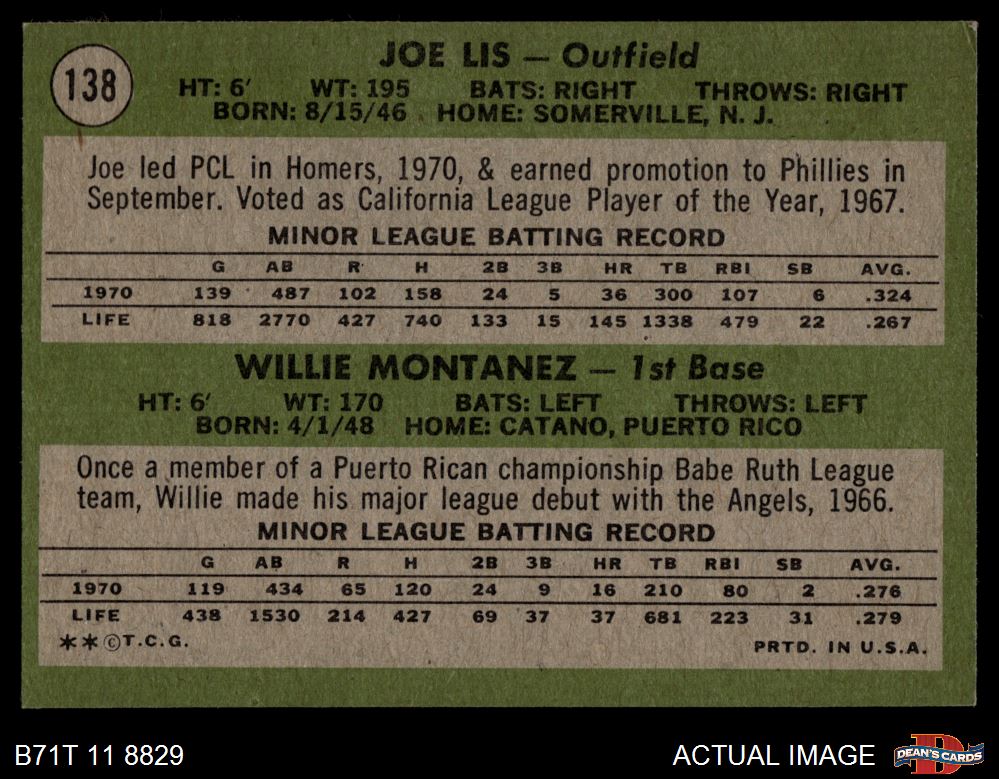 138
JOE LIS — Outfield
HT: 6' WT: 195 BATS: RIGHT THROWS: RIGHT
BORN: 8/15/46 HOME: SOMERVILLE, N. J.
Joe led PCL in Homers, 1970, & earned promotion to Phillies in
September. Voted as California League Player of the Year, 1967.
MINOR LEAGUE BATTING RECORD
G AB R H 2B 3B HR TB RBI SB AVG.
1970 139 487 102 158 24 5 36 300 107 6 .324
LIFE 818 2770 427 740 133 15 145 1338 479 22 .267
WILLIE MONTANEZ — 1st Base
HT: 6' WT: 170 BATS: LEFT THROWS: LEFT
BORN: 4/1/48 HOME: CATANO, PUERTO RICO
Once a member of a Puerto Rican championship Babe Ruth League
team, Willie made his major league debut with the Angels, 1966.
MINOR LEAGUE BATTING RECORD
G AB R H 2B 3B HR TB RBI SB AVG.
1970 119 434 65 120 24 9 16 210 80 2 .276
LIFE 438 1530 214 427 69 37 37 681 223 31 .279
**©T.C.G. PRTD. IN U.S.A.
B71T 11 8829 ACTUAL IMAGE DEAN'S CARDS